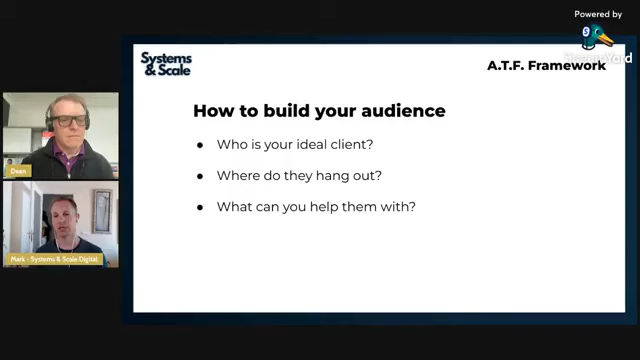 Powered by
StreamYard
Systems
& Scale
A.T.F. Framework
How to build your audience
● Who is your ideal client?
● Where do they hang out?
● What can you help them with?
Dean
Mark - Systems & Scale Digital